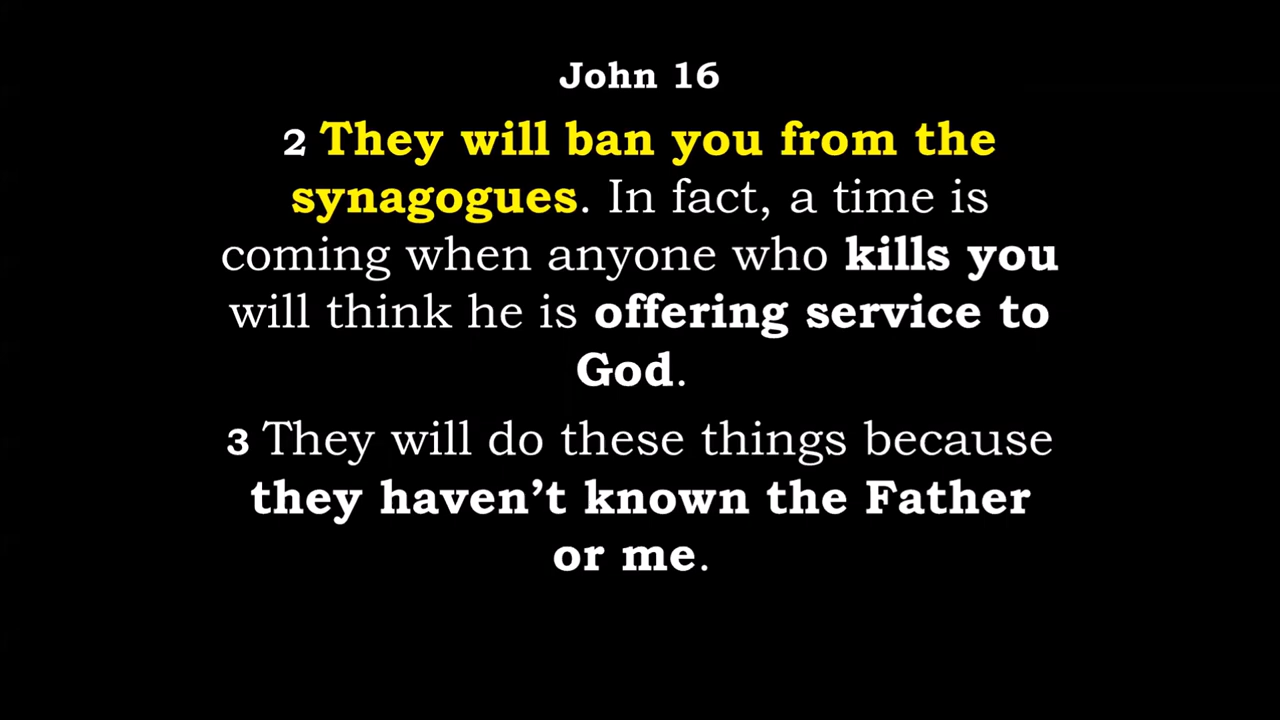 John 16
2 They will ban you from the
synagogues. In fact, a time is
coming when anyone who kills you
will think he is offering service to
God.
3 They will do these things because
they haven’t known the Father
or me.